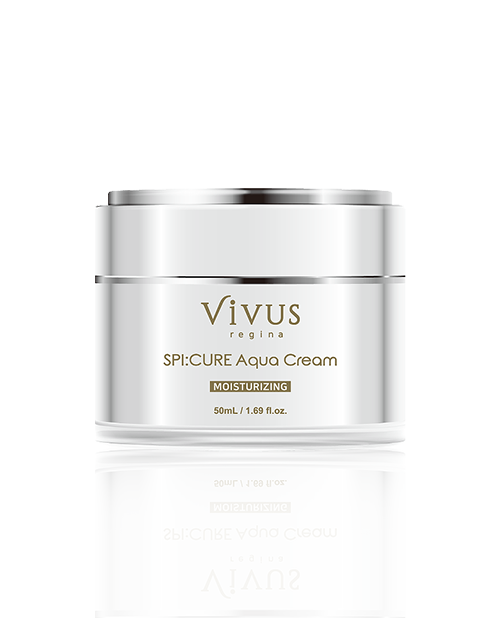 Vivus
regina
SPI:CURE Aqua Cream
MOISTURIZING
50mL / 1.69 fl.oz.